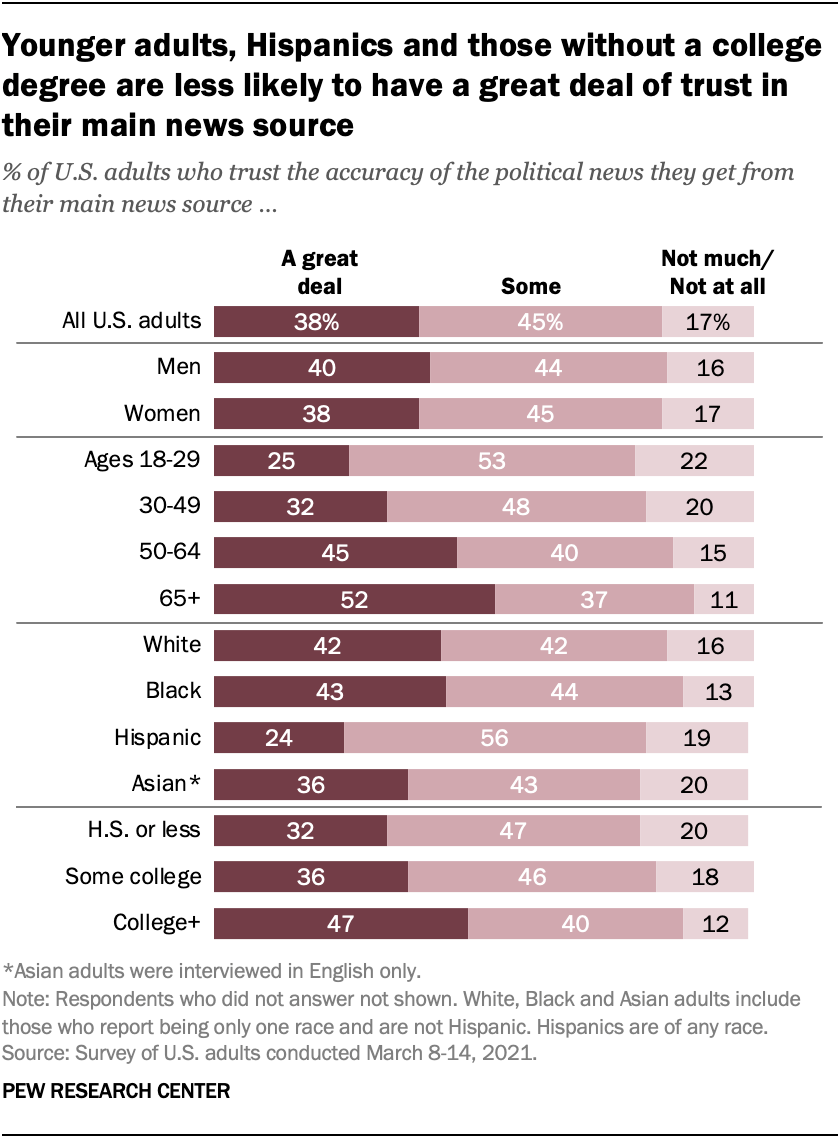 Younger adults, Hispanics and those without a college
degree are less likely to have a great deal of trust in
their main news source
% of U.S. adults who trust the accuracy of the political news they get from
their main news source ...
A great
deal
Some
Not much/
Not at all
All U.S. adults 38% 45% 17%
Men 40 44 16
Women 38 45 17
Ages 18-29 25 53 22
30-49 32 48 20
50-64 45 40 15
65+ 52 37 11
White 42 42 16
Black 43 44 13
Hispanic 24 56 19
Asian* 36 43 20
H.S. or less 32 47 20
Some college 36 46 18
College+ 47 40 12
*Asian adults were interviewed in English only.
Note: Respondents who did not answer not shown. White, Black and Asian adults include
those who report being only one race and are not Hispanic. Hispanics are of any race.
Source: Survey of U.S. adults conducted March 8-14, 2021.
PEW RESEARCH CENTER